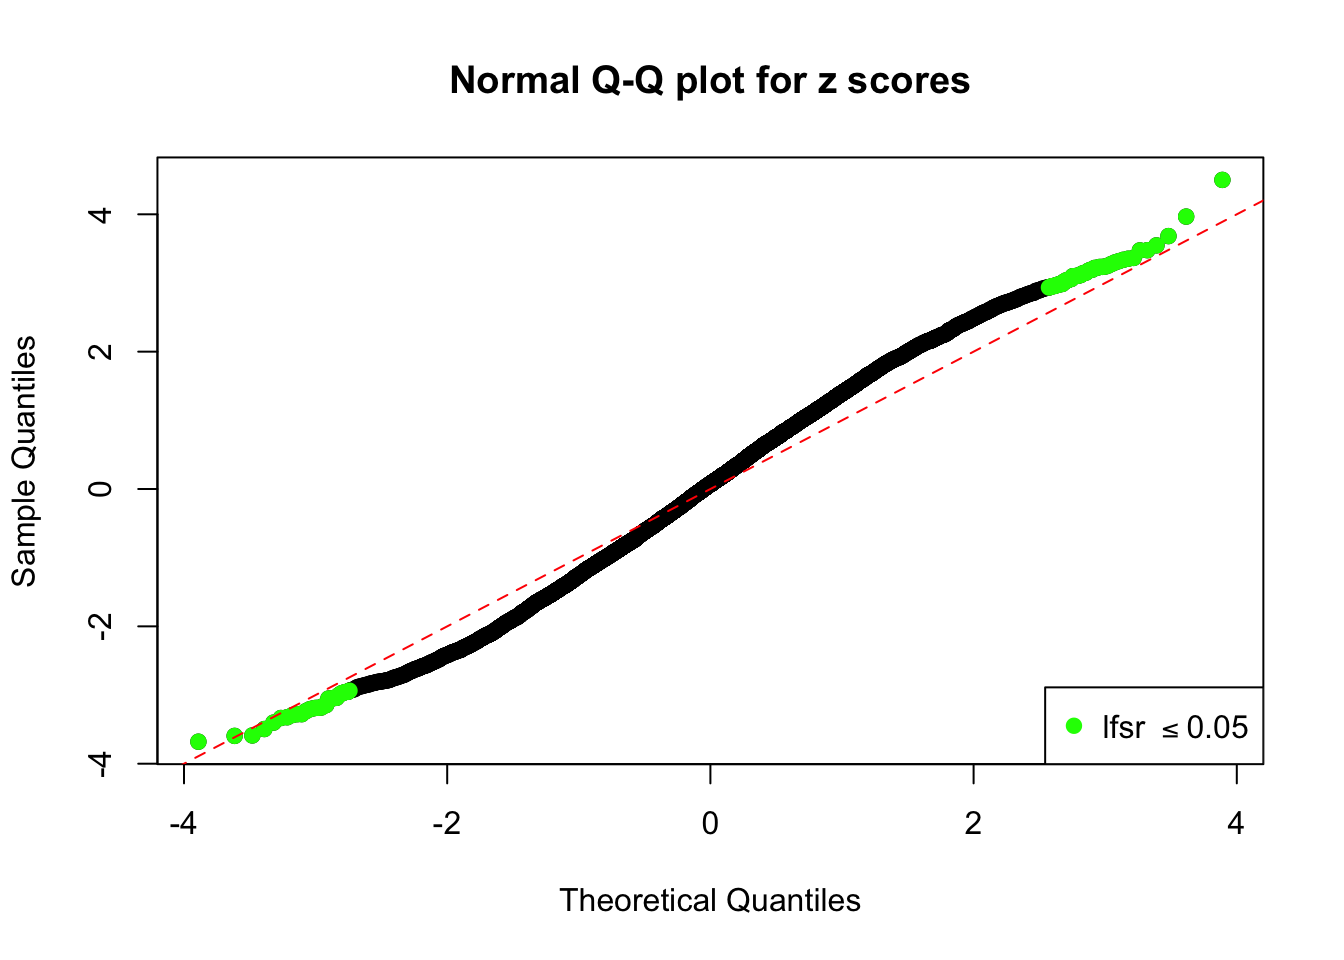 Normal Q-Q plot for z scores
Sample Quantiles
4
2
0
-2
-4
lfsr ≤ 0.05
-4 -2 0 2 4
Theoretical Quantiles